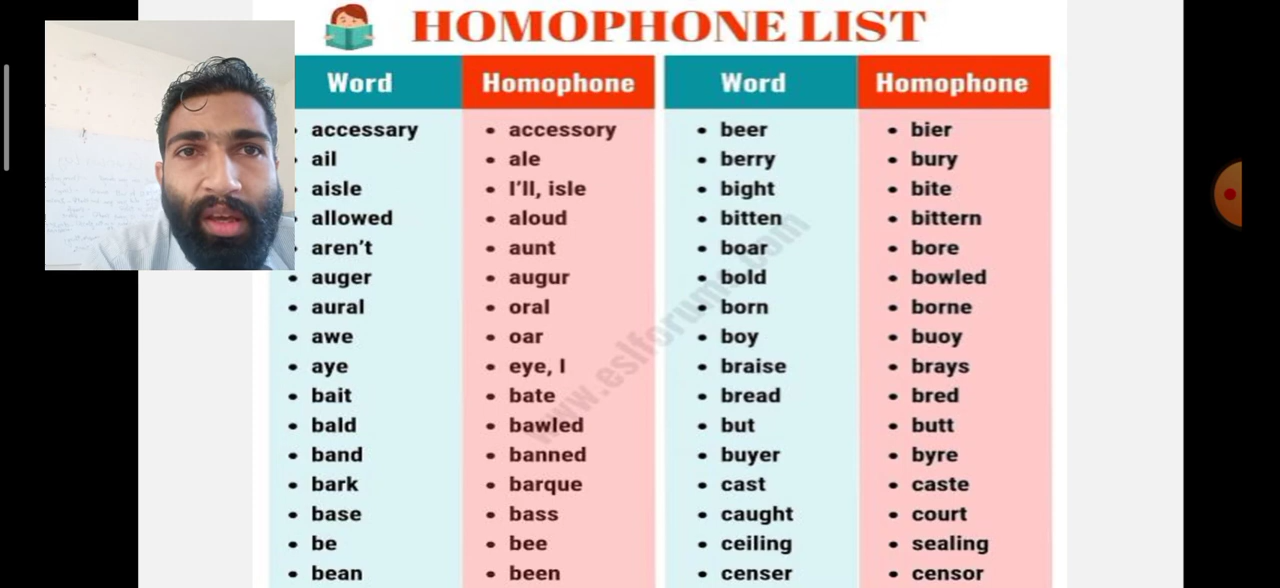 HOMOPHONE LIST
Word Homophone Word Homophone
accessary accessory beer bier
ail ale berry bury
aisle I'll, isle bight bite
allowed aloud bitten bittern
aren't aunt boar bore
auger augur bold bowled
aural oral born borne
awe oar boy buoy
aye eye, I braise brays
bait bate bread bred
bald bawled but butt
band banned buyer byre
bark barque cast caste
base bass caught court
be bee ceiling sealing
bean been censer censor